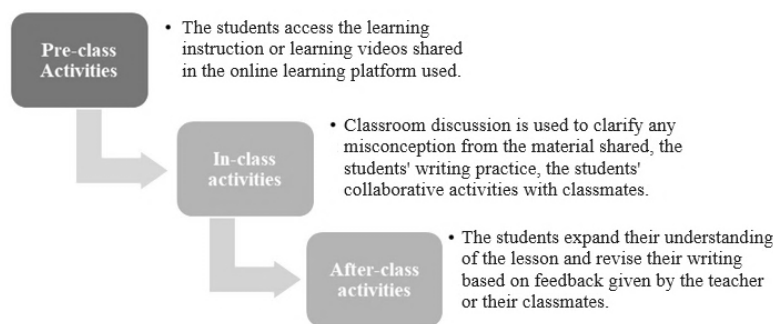 Pre-class
Activities
• The students access the learning
instruction or learning videos shared
in the online learning platform used.
In-class
activities
• Classroom discussion is used to clarify any
misconception from the material shared, the
students' writing practice, the students'
collaborative activities with classmates.
After-class
activities
• The students expand their understanding
of the lesson and revise their writing
based on feedback given by the teacher
or their classmates.